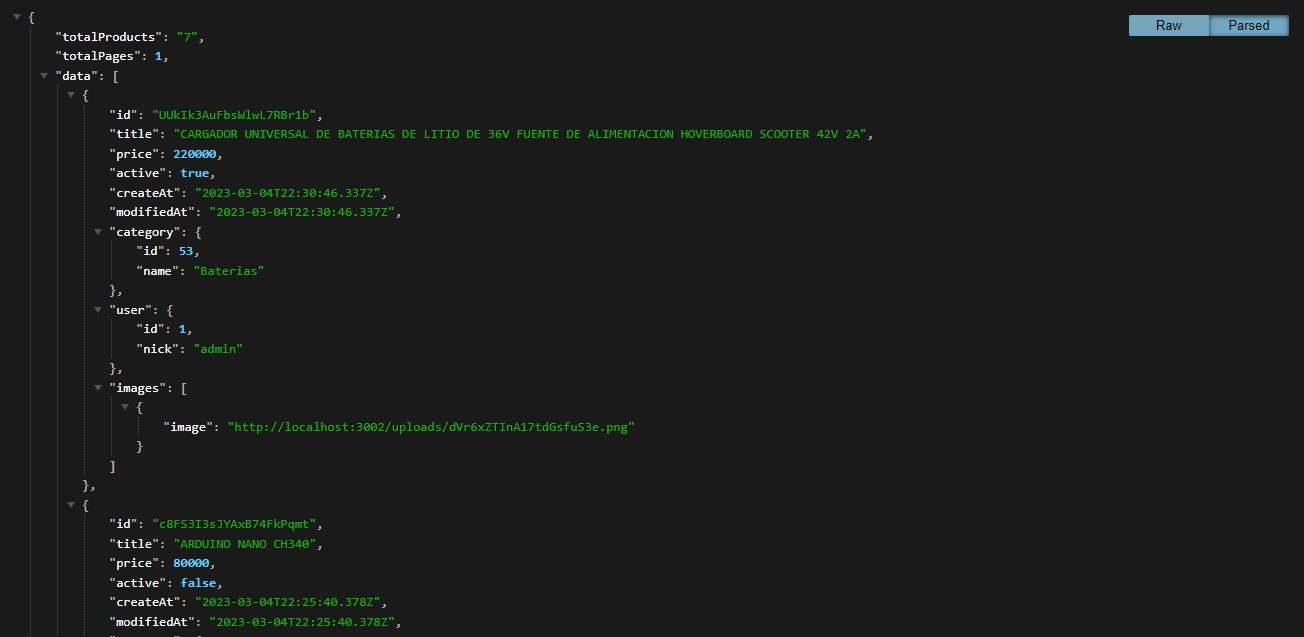 Raw Parsed
{
"totalProducts": "7",
"totalPages": 1,
"data": [
{
"id": "UUkIk3AuFbsWlwL7RBr1b",
"title": "CARGADOR UNIVERSAL DE BATERIAS DE LITIO DE 36V FUENTE DE ALIMENTACION HOVERBOARD SCOOTER 42V 2A",
"price": 220000,
"active": true,
"createAt": "2023-03-04T22:30:46.337Z",
"modifiedAt": "2023-03-04T22:30:46.337Z",
"category": {
"id": 53,
"name": "Baterias"
},
"user": {
"id": 1,
"nick": "admin"
},
"images": [
{
"image": "http://localhost:3002/uploads/dVr6xZTInA17tdGsfuS3e.png"
}
]
},
{
"id": "c8FS3I3sJYAxB74FkPqmt",
"title": "ARDUINO NANO CH340",
"price": 80000,
"active": false,
"createAt": "2023-03-04T22:25:40.378Z",
"modifiedAt": "2023-03-04T22:25:40.378Z",